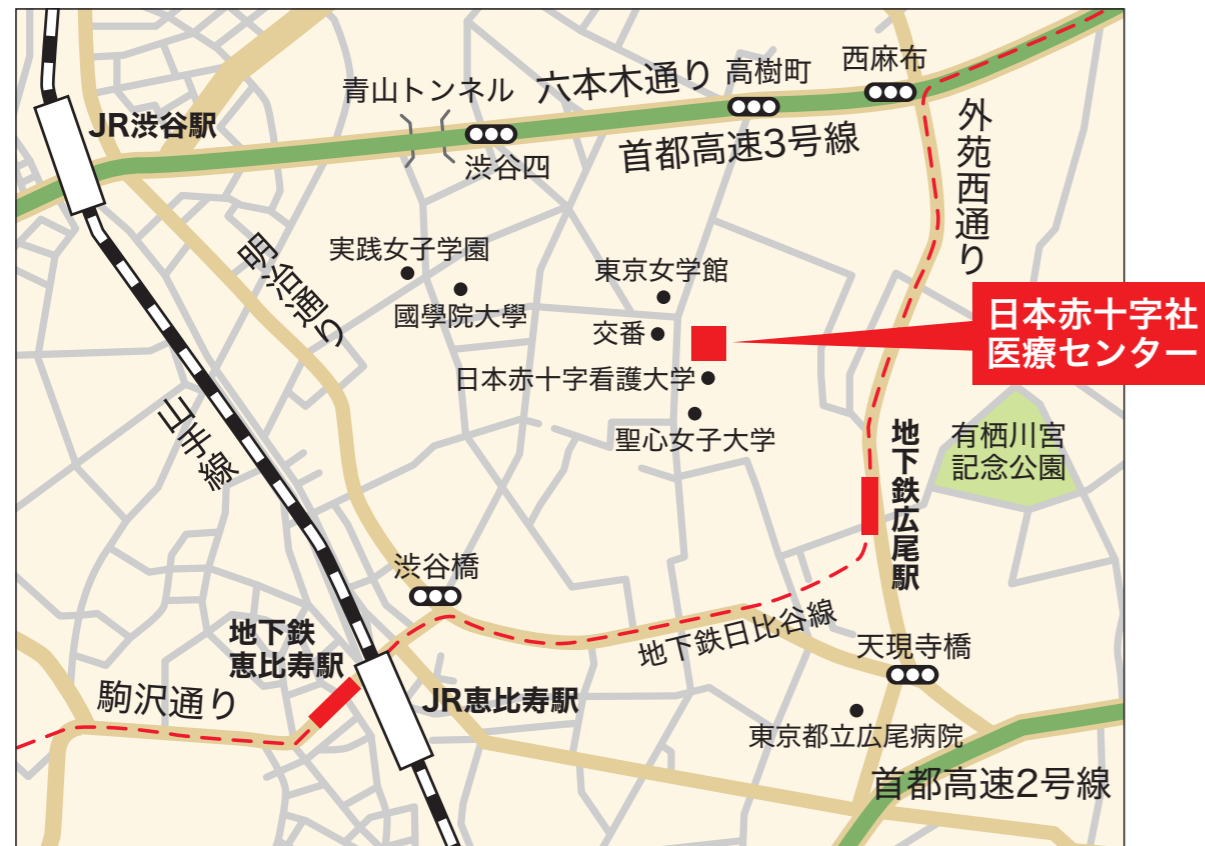 青山トンネル
六本木通り
高樹町
西麻布
JR渋谷駅
渋谷四
首都高速3号線
外苑西通り
実践女子学園
明治通り
國學院大學
東京女学館
交番
日本赤十字社
医療センター
日本赤十字看護大学
聖心女子大学
山手線
地下鉄広尾駅
有栖川宮
記念公園
渋谷橋
地下鉄
恵比寿駅
地下鉄日比谷線
天現寺橋
駒沢通り
JR恵比寿駅
東京都立広尾病院
首都高速2号線